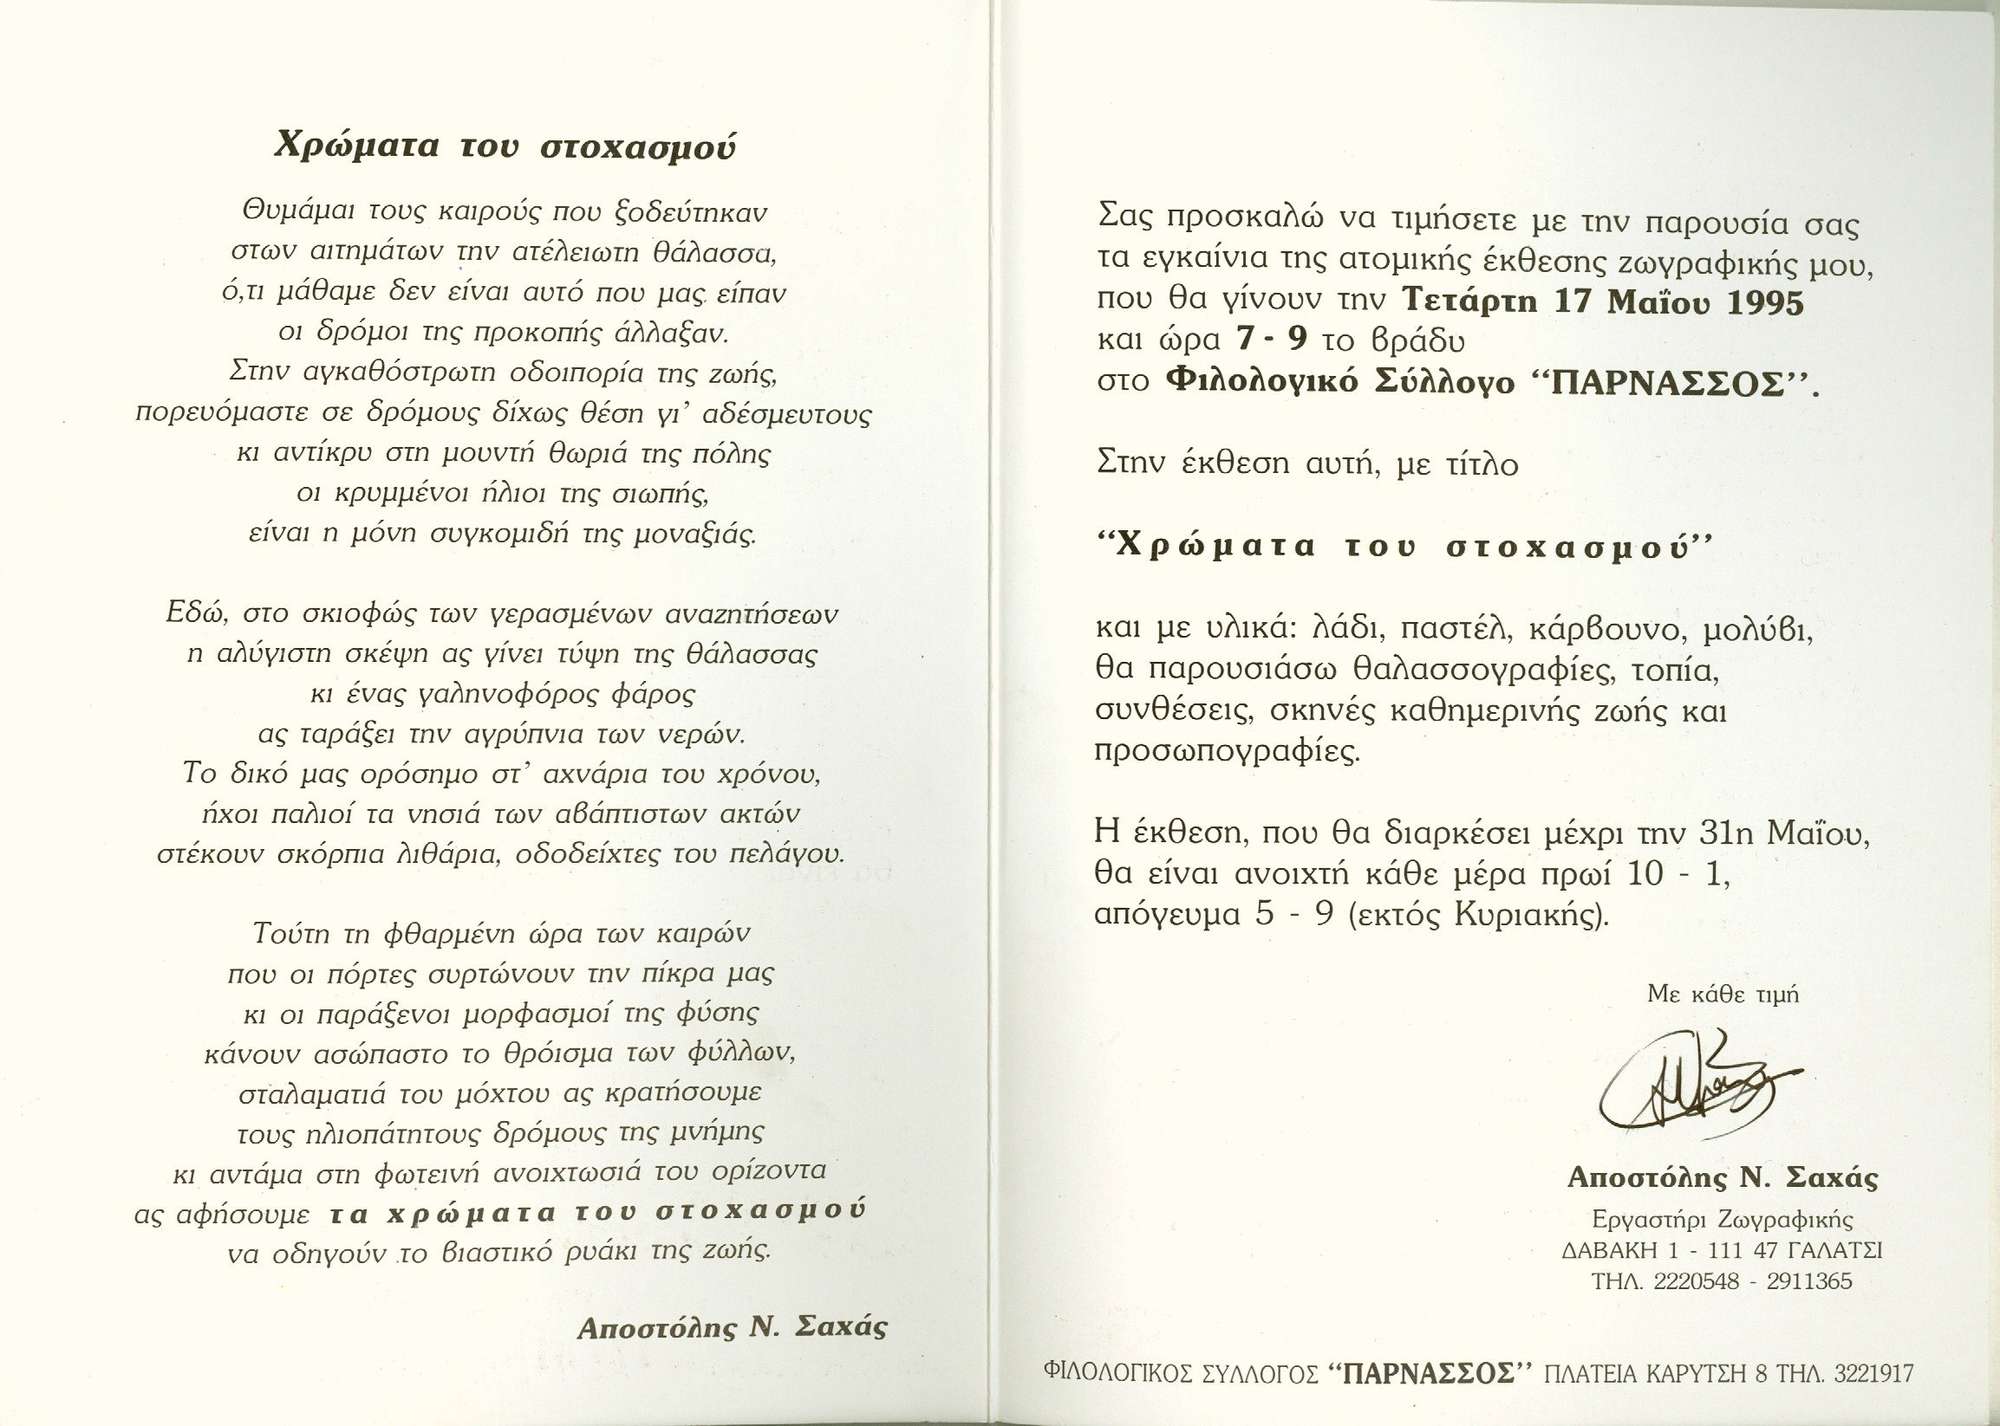 Χρώματα του στοχασμού
Θυμάμαι τους καιρούς που ξοδεύτηκαν
στων αιτημάτων την ατέλειωτη θάλασσα,
ό,τι μάθαμε δεν είναι αυτό που μας είπαν
οι δρόμοι της προκοπής άλλαξαν.
Στην αγκαθόστρωτη οδοιπορία της ζωής,
πορευόμαστε σε δρόμους δίχως θέση γι’ αδέσμευτους
κι αντίκρυ στη μουντή θωριά της πόλης
οι κρυμμένοι ήλιοι της σιωπής,
είναι η μόνη συγκομιδή της μοναξιάς.
Εδώ, στο σκιοφώς των γερασμένων αναζητήσεων
η αλύγιστη σκέψη ας γίνει τύψη της θάλασσας
κι ένας γαληνοφόρος φάρος
ας ταράξει την αγρύπνια των νερών.
Το δικό μας ορόσημο στ’ αχνάρια του χρόνου,
ήχοι παλιοί τα νησιά των αβάπτιστων ακτών
στέκουν σκόρπια λιθάρια, οδοδείχτες του πελάγου.
Τούτη τη φθαρμένη ώρα των καιρών
που οι πόρτες συρτώνουν την πίκρα μας
κι οι παράξενοι μορφασμοί της φύσης
κάνουν ασώπαστο το θρόισμα των φύλλων,
σταλαματιά του μόχτου ας κρατήσουμε
τους ηλιοπάτητους δρόμους της μνήμης
κι αντάμα στη φωτεινή ανοιχτωσιά του ορίζοντα
ας αφήσουμε τα χρώματα του στοχασμού
να οδηγούν το βιαστικό ρυάκι της ζωής.
Αποστόλης Ν. Σαχάς
Σας προσκαλώ να τιμήσετε με την παρουσία σας
τα εγκαίνια της ατομικής έκθεσης ζωγραφικής μου,
που θα γίνουν την Τετάρτη 17 Μαΐου 1995
και ώρα 7 - 9 το βράδυ
στο Φιλολογικό Σύλλογο “ΠΑΡΝΑΣΣΟΣ”.
Στην έκθεση αυτή, με τίτλο
“Χρώματα του στοχασμού”
και με υλικά: λάδι, παστέλ, κάρβουνο, μολύβι,
θα παρουσιάσω θαλασσογραφίες, τοπία,
συνθέσεις, σκηνές καθημερινής ζωής και
προσωπογραφίες.
Η έκθεση, που θα διαρκέσει μέχρι την 31η Μαΐου,
θα είναι ανοιχτή κάθε μέρα πρωί 10 - 1,
απόγευμα 5 - 9 (εκτός Κυριακής).
Με κάθε τιμή
Αποστόλης Ν. Σαχάς
Εργαστήρι Ζωγραφικής
ΔΑΒΑΚΗ 1 - 111 47 ΓΑΛΑΤΣΙ
ΤΗΛ. 2220548 - 2911365
ΦΙΛΟΛΟΓΙΚΟΣ ΣΥΛΛΟΓΟΣ “ΠΑΡΝΑΣΣΟΣ” ΠΛΑΤΕΙΑ ΚΑΡΥΤΣΗ 8 ΤΗΛ. 3221917